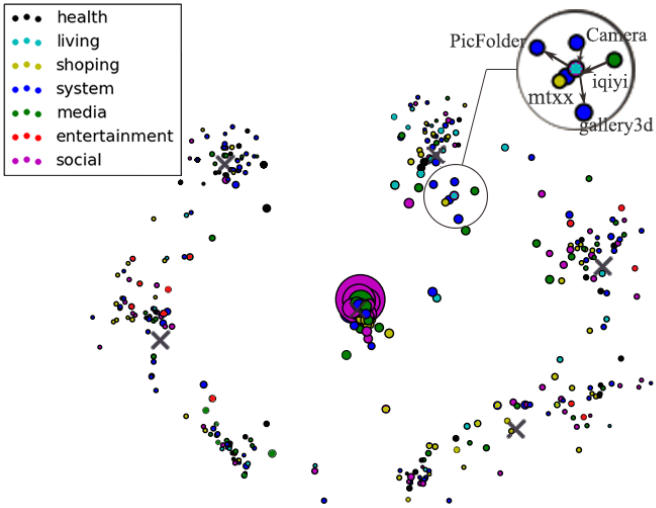 health
living
shoping
system
media
entertainment
social
PicFolder
Camera
iqiyi
mtxx
gallery3d